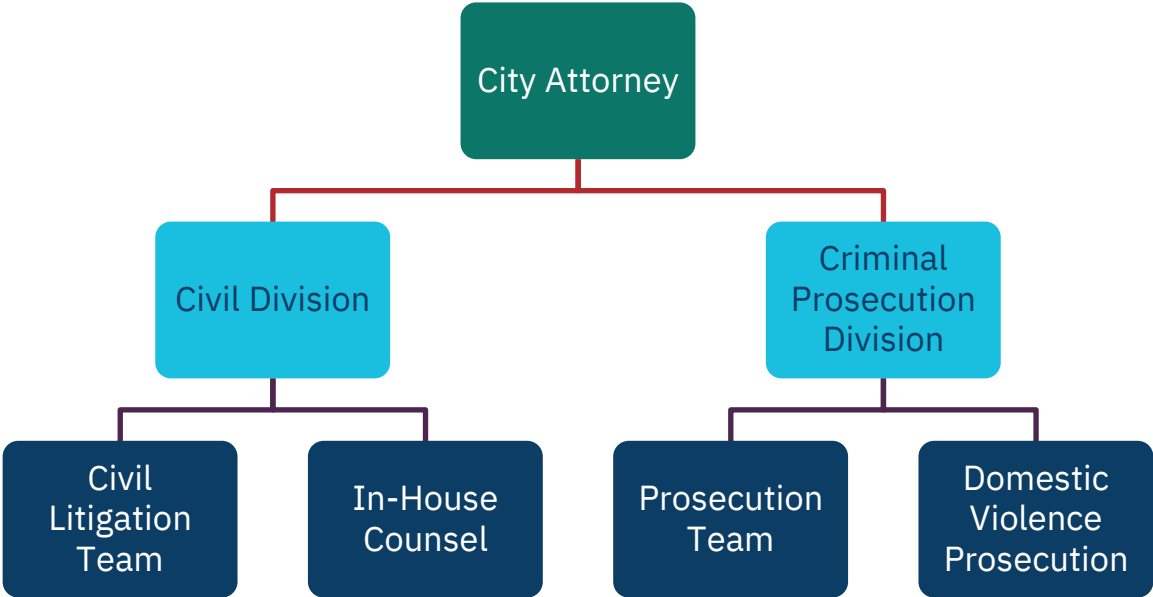 City Attorney
Civil Division
Criminal
Prosecution
Division
Civil
Litigation
Team
In-House
Counsel
Prosecution
Team
Domestic
Violence
Prosecution